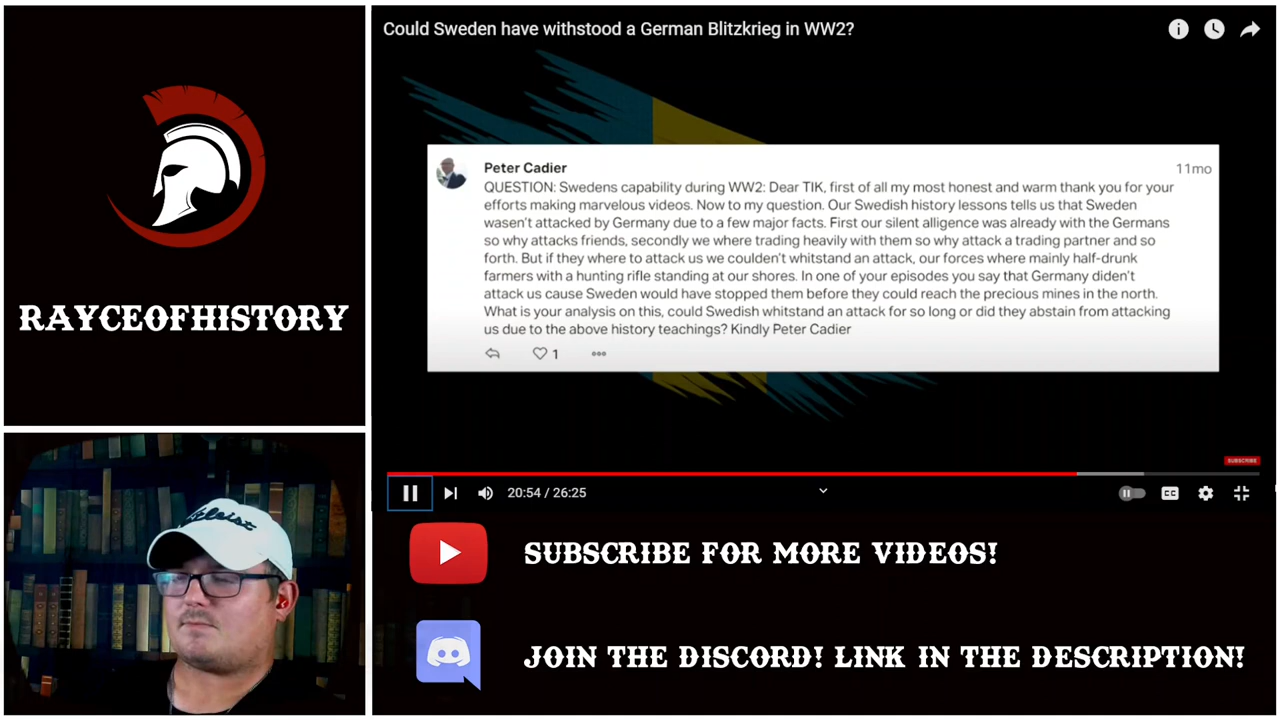 RAYCEOFHISTORY
Could Sweden have withstood a German Blitzkrieg in WW2?
Peter Cadier
11mo
QUESTION: Swedens capability during WW2: Dear TIK, first of all my most honest and warm thank you for your
efforts making marvelous videos. Now to my question. Our Swedish history lessons tells us that Sweden
wasen't attacked by Germany due to a few major facts. First our silent alligence was already with the Germans
so why attacks friends, secondly we where trading heavily with them so why attack a trading partner and so
forth. But if they where to attack us we couldn't whitstand an attack, our forces where mainly half-drunk
farmers with a hunting rifle standing at our shores. In one of your episodes you say that Germany diden't
attack us cause Sweden would have stopped them before they could reach the precious mines in the north.
What is your analysis on this, could Swedish whitstand an attack for so long or did they abstain from attacking
us due to the above history teachings? Kindly Peter Cadier
1
SUBSCRIBE
20:54 / 26:25
CC
SUBSCRIBE FOR MORE VIDEOS!
JOIN THE DISCORD! LINK IN THE DESCRIPTION!